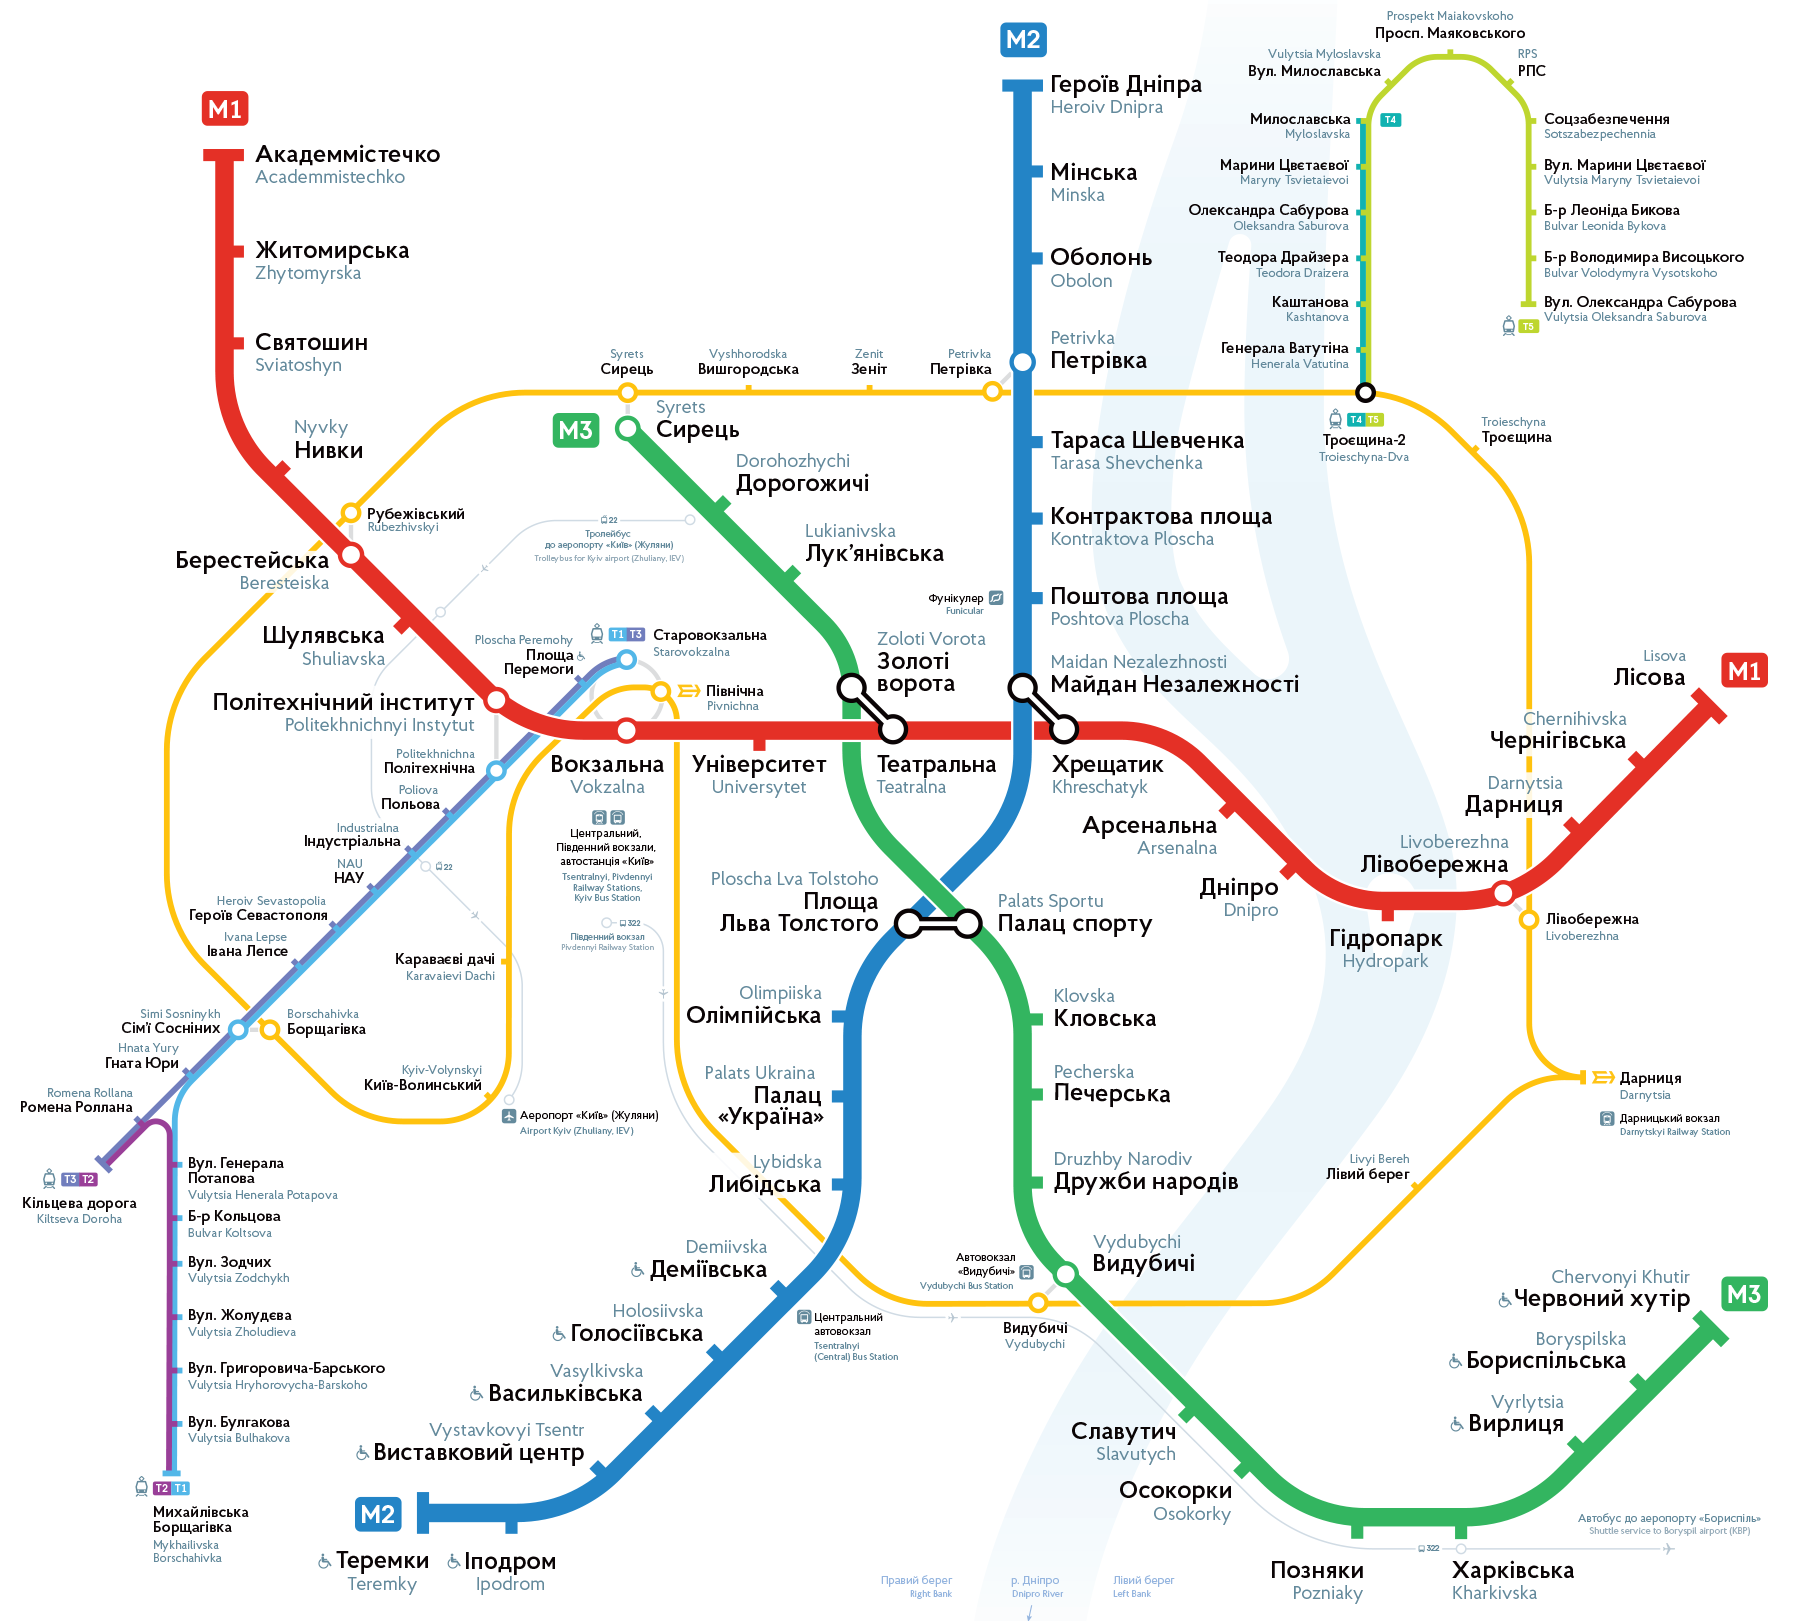 M1
Академмістечко
Academmistechko
Житомирська
Zhytomyrska
Святошин
Sviatoshyn
Nyvky
Нивки
Берестейська
Beresteiska
Шулявська
Shuliavska
Політехнічний інститут
Politekhnichnyi Instytut
Вокзальна
Vokzalna
Університет
Universytet
Театральна
Teatralna
Хрещатик
Khreschatyk
Арсенальна
Arsenalna
Дніпро
Dnipro
Гідропарк
Hydropark
Livoberezhna
Лівобережна
Darnytsia
Дарниця
Chernihivska
Чернігівська
Lisova
Лісова
M1
M2
Героїв Дніпра
Heroiv Dnipra
Мінська
Minska
Оболонь
Obolon
Petrivka
Петрівка
Тараса Шевченка
Tarasa Shevchenka
Контрактова площа
Kontraktova Ploscha
Фунікулер
Funicular
Поштова площа
Poshtova Ploscha
Maidan Nezalezhnosti
Майдан Незалежності
Ploscha Lva Tolstoho
Площа
Льва Толстого
Olimpiiska
Олімпійська
Palats Ukraina
Палац
«Україна»
Lybidska
Либідська
Demiivska
Деміївська
Holosiivska
Голосіївська
Vasylkivska
Васильківська
Vystavkovyi Tsentr
Виставковий центр
M2
Теремки
Teremky
Іподром
Ipodrom
M3
Syrets
Сирець
Dorohozhychi
Дорогожичі
Lukianivska
Лук’янівська
Zoloti Vorota
Золоті
ворота
Palats Sportu
Палац спорту
Klovska
Кловська
Pecherska
Печерська
Druzhby Narodiv
Дружби народів
Vydubychi
Видубичі
Славутич
Slavutych
Осокорки
Osokorky
Позняки
Pozniaky
Харківська
Kharkivska
Vyrlytsia
Вирлиця
Boryspilska
Бориспільська
Chervonyi Khutir
Червоний хутір
M3
Syrets
Сирець
Vyshhorodska
Вишгородська
Zenit
Зеніт
Petrivka
Петрівка
T4 T5
Троєщина-2
Troieschyna-Dva
Troieschyna
Троєщина
Лівобережна
Livoberezhna
Дарниця
Darnytsia
Дарницький вокзал
Darnytskyi Railway Station
Livyi Bereh
Лівий берег
Автовокзал
«Видубичі»
Vydubychi Bus Station
Видубичі
Vydubychi
Центральний
автовокзал
Tsentralnyi
(Central) Bus Station
Північна
Pivnichna
Караваєві дачі
Karavaievi Dachi
Kyiv-Volynskyi
Київ-Волинський
Borschahivka
Борщагівка
Рубежівський
Rubezhivskyi
Prospekt Maiakovskoho
Просп. Маяковського
Vulytsia Myloslavska
Вул. Милославська
RPS
РПС
Милославська
Myloslavska
T4
Марини Цвєтаєвої
Maryny Tsvietaievoi
Олександра Сабурова
Oleksandra Saburova
Теодора Драйзера
Teodora Draizera
Каштанова
Kashtanova
Генерала Ватутіна
Henerala Vatutina
Соцзабезпечення
Sotszabezpechennia
Вул. Марини Цвєтаєвої
Vulytsia Maryny Tsvietaievoi
Б-р Леоніда Бикова
Bulvar Leonida Bykova
Б-р Володимира Висоцького
Bulvar Volodymyra Vysotskoho
Вул. Олександра Сабурова
Vulytsia Oleksandra Saburova
T5
22
Тролейбус
до аеропорту «Київ» (Жуляни)
Trolleybus for Kyiv airport (Zhuliany, IEV)
T1 T3
Старовокзальна
Starovokzalna
Ploscha Peremohy
Площа
Перемоги
Politekhnichna
Політехнічна
Poliova
Польова
Industrialna
Індустріальна
22
NAU
НАУ
Heroiv Sevastopolia
Героїв Севастополя
Ivana Lepse
Івана Лепсе
Simi Sosninykh
Сім'ї Сосніних
Hnata Yury
Гната Юри
Romena Rollana
Ромена Роллана
T3 T2
Кільцева дорога
Kiltseva Doroha
Вул. Генерала
Потапова
Vulytsia Henerala Potapova
Б-р Кольцова
Bulvar Koltsova
Вул. Зодчих
Vulytsia Zodchykh
Вул. Жолудєва
Vulytsia Zholudieva
Вул. Григоровича-Барського
Vulytsia Hryhorovycha-Barskoho
Вул. Булгакова
Vulytsia Bulhakova
T2 T1
Михайлівська
Борщагівка
Mykhailivska
Borschahivka
Центральний,
Південний вокзали,
автостанція «Київ»
Tsentralnyi, Pivdennyi
Railway Stations,
Kyiv Bus Station
322
Південний вокзал
Pivdennyi Railway Station
Аеропорт «Київ» (Жуляни)
Airport Kyiv (Zhuliany, IEV)
Автобус до аеропорту «Бориспіль»
Shuttle service to Boryspil airport (KBP)
322
Правий берег
Right Bank
р. Дніпро
Dnipro River
Лівий берег
Left Bank